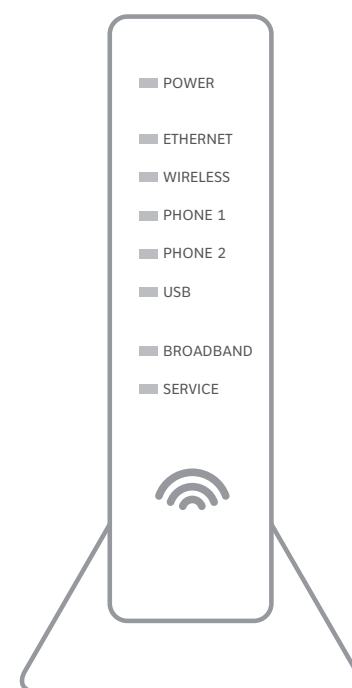 POWER
ETHERNET
WIRELESS
PHONE 1
PHONE 2
USB
BROADBAND
SERVICE